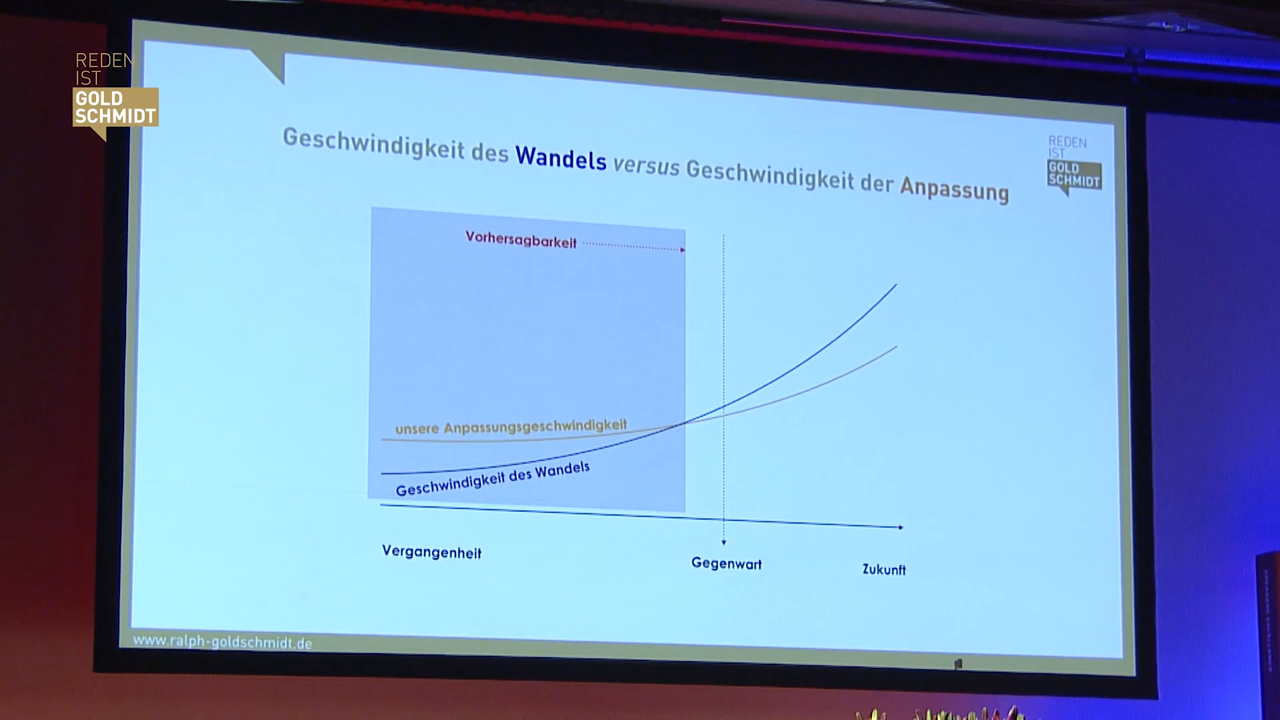 REDEN
IST
GOLD
SCHMIDT
Geschwindigkeit des Wandels versus Geschwindigkeit der Anpassung
REDEN
IST
GOLD
SCHMIDT
Vorhersagbarkeit
unsere Anpassungsgeschwindigkeit
Geschwindigkeit des Wandels
Vergangenheit
Gegenwart
Zukunft
www.ralph-goldschmidt.de